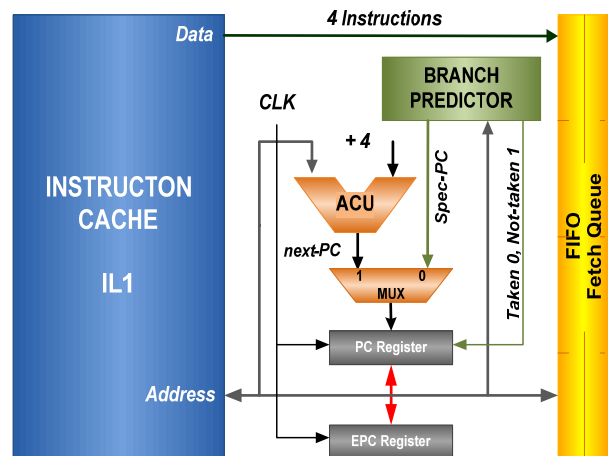 4 Instructions
Data
BRANCH
PREDICTOR
CLK
+ 4
INSTRUCTON
CACHE
IL1
ACU
Spec-PC
Taken 0, Not-taken 1
FIFO
Fetch Queue
next-PC
1
0
MUX
PC Register
Address
EPC Register